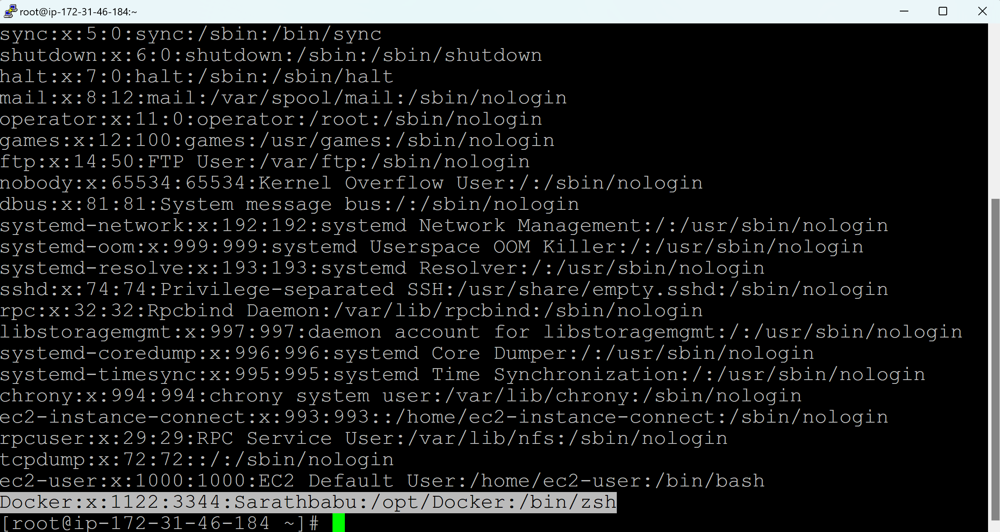 root@ip-172-31-46-184:~
sync:x:5:0:sync:/sbin:/bin/sync
shutdown:x:6:0:shutdown:/sbin:/sbin/shutdown
halt:x:7:0:halt:/sbin:/sbin/halt
mail:x:8:12:mail:/var/spool/mail:/sbin/nologin
operator:x:11:0:operator:/root:/sbin/nologin
games:x:12:100:games:/usr/games:/sbin/nologin
ftp:x:14:50:FTP User:/var/ftp:/sbin/nologin
nobody:x:65534:65534:Kernel Overflow User:/:/sbin/nologin
dbus:x:81:81:System message bus:/:/sbin/nologin
systemd-network:x:192:192:systemd Network Management:/:/usr/sbin/nologin
systemd-oom:x:999:999:systemd Userspace OOM Killer:/:/usr/sbin/nologin
systemd-resolve:x:193:193:systemd Resolver:/:/usr/sbin/nologin
sshd:x:74:74:Privilege-separated SSH:/usr/share/empty.sshd:/sbin/nologin
rpc:x:32:32:Rpcbind Daemon:/var/lib/rpcbind:/sbin/nologin
libstoragemgmt:x:997:997:daemon account for libstoragemgmt:/:/usr/sbin/nologin
systemd-coredump:x:996:996:systemd Core Dumper:/:/usr/sbin/nologin
systemd-timesync:x:995:995:systemd Time Synchronization:/:/usr/sbin/nologin
chrony:x:994:994:chrony system user:/var/lib/chrony:/sbin/nologin
ec2-instance-connect:x:993:993::/home/ec2-instance-connect:/sbin/nologin
rpcuser:x:29:29:RPC Service User:/var/lib/nfs:/sbin/nologin
tcpdump:x:72:72::/:/sbin/nologin
ec2-user:x:1000:1000:EC2 Default User:/home/ec2-user:/bin/bash
Docker:x:1122:3344:Sarathbabu:/opt/Docker:/bin/zsh
[root@ip-172-31-46-184 ~]#